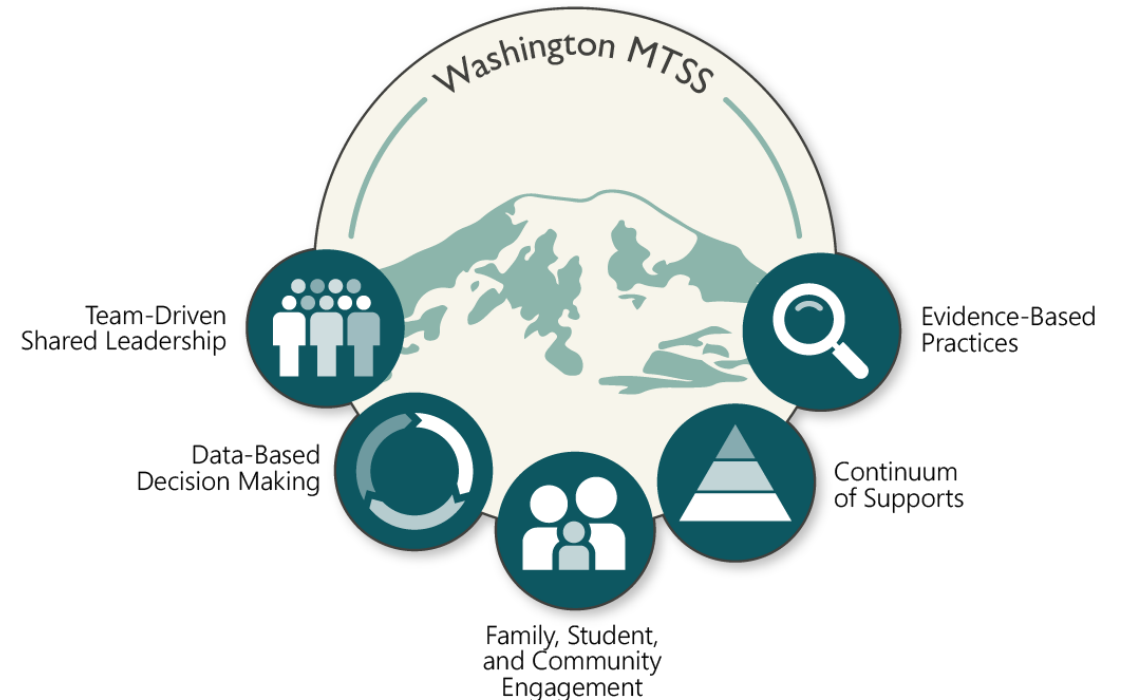 Washington MTSS
Team-Driven
Shared Leadership
Evidence-Based
Practices
Data-Based
Decision Making
Continuum
of Supports
Family, Student,
and Community
Engagement